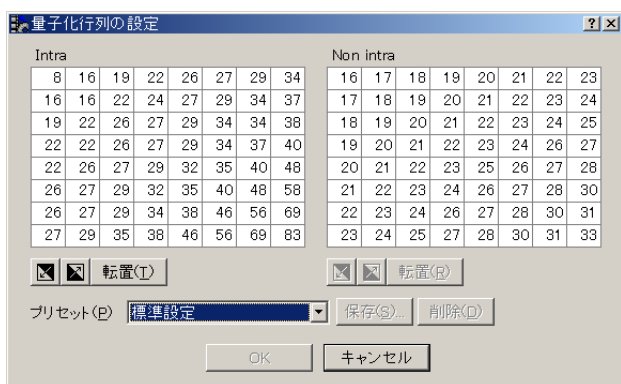 量子化行列の設定
Intra
Non intra
8 16 19 22 26 27 29 34
16 17 18 19 20 21 22 23
16 16 22 24 27 29 34 37
17 18 19 20 21 22 23 24
19 22 26 27 29 34 34 38
18 19 20 21 22 23 24 25
22 22 26 27 29 34 37 40
19 20 21 22 23 24 26 27
22 26 27 29 32 35 40 48
20 21 22 23 25 26 27 28
26 27 29 32 35 40 48 58
21 22 23 24 26 27 28 30
26 27 29 34 38 46 56 69
22 23 24 26 27 28 30 31
27 29 35 38 46 56 69 83
23 24 25 27 28 30 31 33
転置(T)
転置(R)
プリセット(P) 標準設定 保存(S)... 削除(D)
OK キャンセル